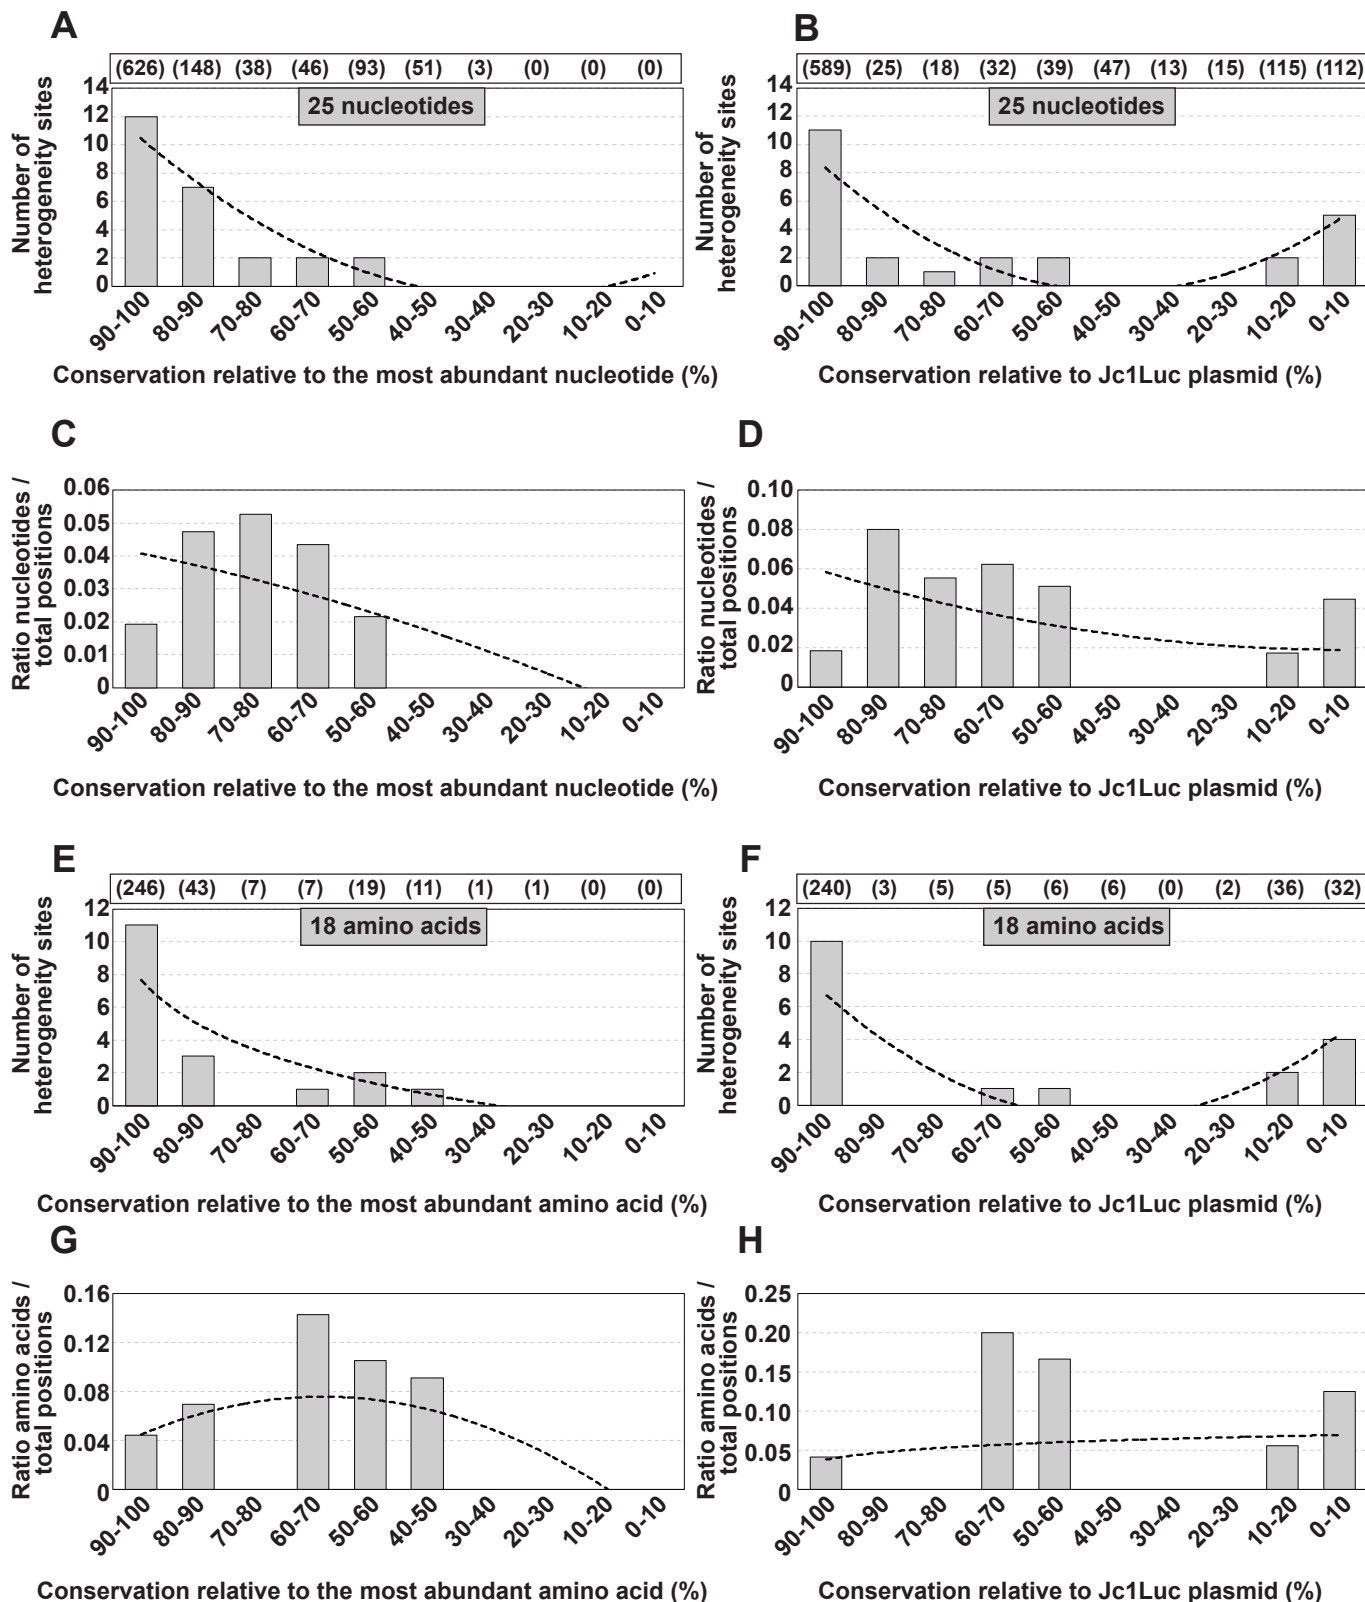 A
(626) (148) (38) (46) (93) (51) (3) (0) (0) (0)
25 nucleotides
Number of
heterogeneity sites
14
12
10
8
6
4
2
0
90-100 80-90 70-80 60-70 50-60 40-50 30-40 20-30 10-20 0-10
Conservation relative to the most abundant nucleotide (%)
B
(589) (25) (18) (32) (39) (47) (13) (15) (115) (112)
25 nucleotides
Number of
heterogeneity sites
14
12
10
8
6
4
2
0
90-100 80-90 70-80 60-70 50-60 40-50 30-40 20-30 10-20 0-10
Conservation relative to Jc1Luc plasmid (%)
C
Ratio nucleotides /
total positions
0.06
0.05
0.04
0.03
0.02
0.01
0
90-100 80-90 70-80 60-70 50-60 40-50 30-40 20-30 10-20 0-10
Conservation relative to the most abundant nucleotide (%)
D
Ratio nucleotides /
total positions
0.10
0.08
0.06
0.04
0.02
0
90-100 80-90 70-80 60-70 50-60 40-50 30-40 20-30 10-20 0-10
Conservation relative to Jc1Luc plasmid (%)
E
(246) (43) (7) (7) (19) (11) (1) (1) (0) (0)
18 amino acids
Number of
heterogeneity sites
12
10
8
6
4
2
0
90-100 80-90 70-80 60-70 50-60 40-50 30-40 20-30 10-20 0-10
Conservation relative to the most abundant amino acid (%)
F
(240) (3) (5) (5) (6) (6) (0) (2) (36) (32)
18 amino acids
Number of
heterogeneity sites
12
10
8
6
4
2
0
90-100 80-90 70-80 60-70 50-60 40-50 30-40 20-30 10-20 0-10
Conservation relative to Jc1Luc plasmid (%)
G
Ratio amino acids /
total positions
0.16
0.12
0.08
0.04
0
90-100 80-90 70-80 60-70 50-60 40-50 30-40 20-30 10-20 0-10
Conservation relative to the most abundant amino acid (%)
H
Ratio amino acids /
total positions
0.25
0.20
0.15
0.10
0.05
0
90-100 80-90 70-80 60-70 50-60 40-50 30-40 20-30 10-20 0-10
Conservation relative to Jc1Luc plasmid (%)